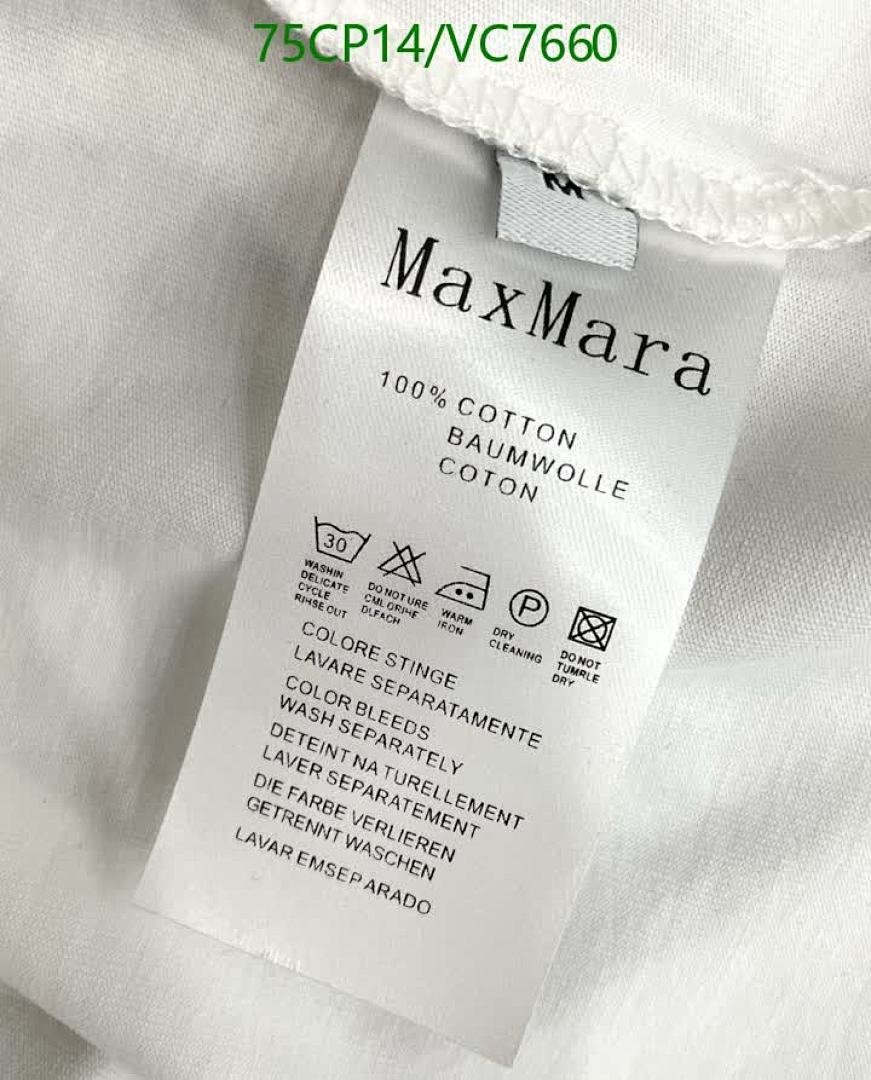 75CP14/VC7660
M
MaxMara
100% COTTON
BAUMWOLLE
COTON
30
WASHIN
DELICATE
CYCLE
RINSE OUT
DO NOT URE
CML ORIHE
DLFACH
WARM
IRON
P
DRY
CLEANING
DO NOT
TUMRLE
DRY
COLORE STINGE
LAVARE SEPARATAMENTE
COLOR BLEEDS
WASH SEPARATELY
DETEINT NA TURELLEMENT
LAVER SEPARATEMENT
DIE FARBE VERLIEREN
GETRENNT WASCHEN
LAVAR EMSEP ARADO